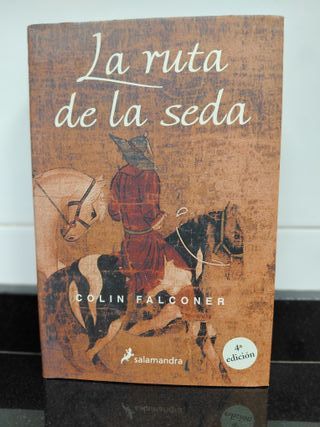 La ruta
de la seda
COLIN FALCONER
4ª
edición
salamandra